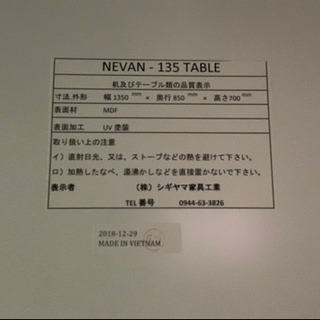 NEVAN - 135 TABLE
机及びテーブル類の品質表示
寸法.外形 幅 1350 mm × 奥行 850 mm × 高さ700 mm
表面材 MDF
表面加工 UV 塗装
取り扱い上の注意
イ）直射日光、又は、ストーブなどの熱を避けて下さい。
ロ）加熱したなべ、湯沸かしなどを直接置かないで下さい。
表示者 （株）シギヤマ家具工業
TEL 番号 0944-63-3826
2018-12-29
MADE IN VIETNAM